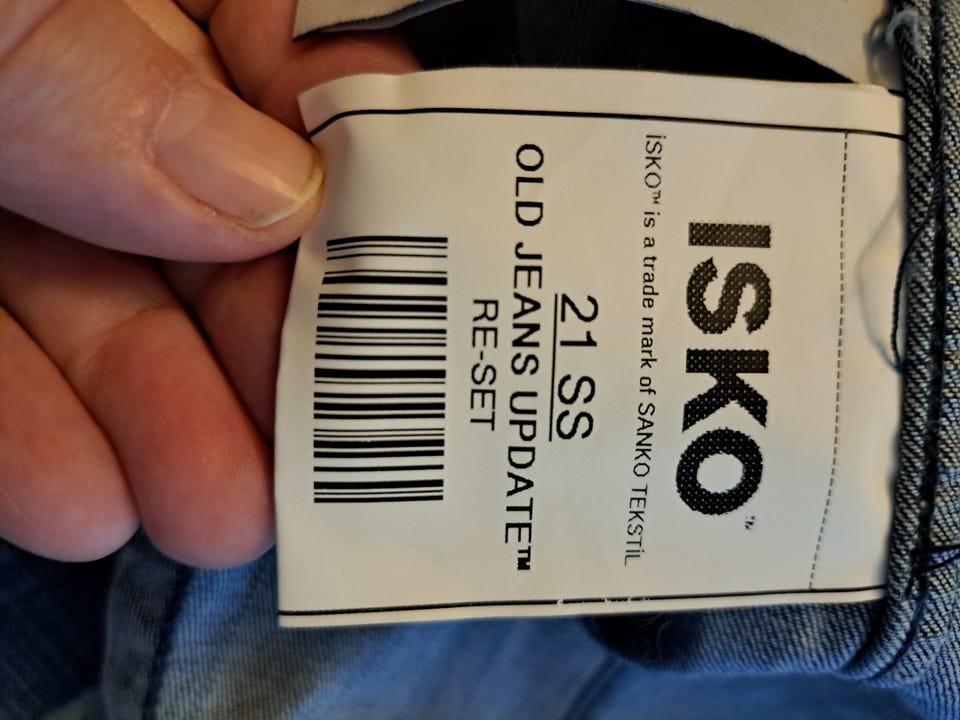 ISKO™
İSKO™ is a trade mark of SANKO TEKSTİL
21 SS
OLD JEANS UPDATE™
RE-SET